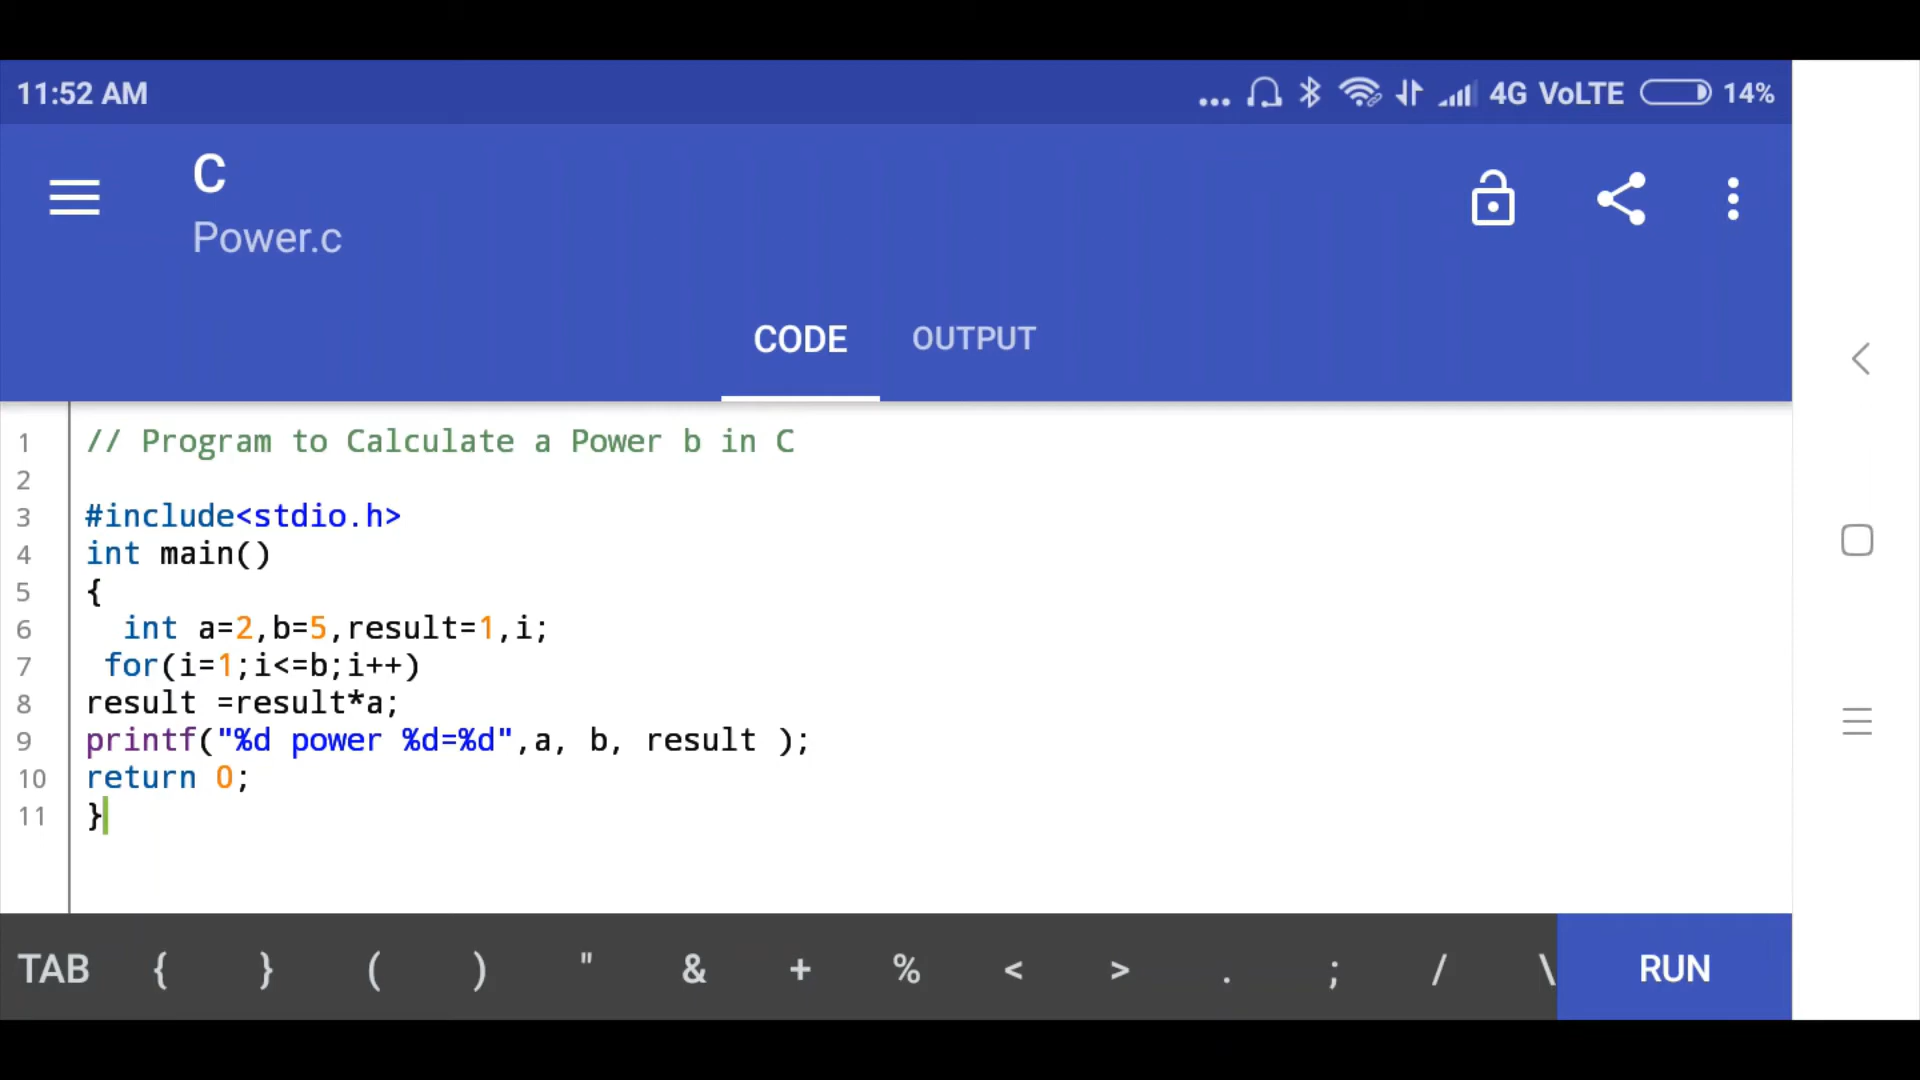 11:52 AM
... 4G VoLTE 14%
C
Power.c
CODE OUTPUT
1 // Program to Calculate a Power b in C
2
3 #include<stdio.h>
4 int main()
5 {
6 int a=2,b=5,result=1,i;
7 for(i=1;i<=b;i++)
8 result =result*a;
9 printf("%d power %d=%d",a, b, result );
10 return 0;
11 }
TAB { } ( ) " & + % < > . ; / \ RUN